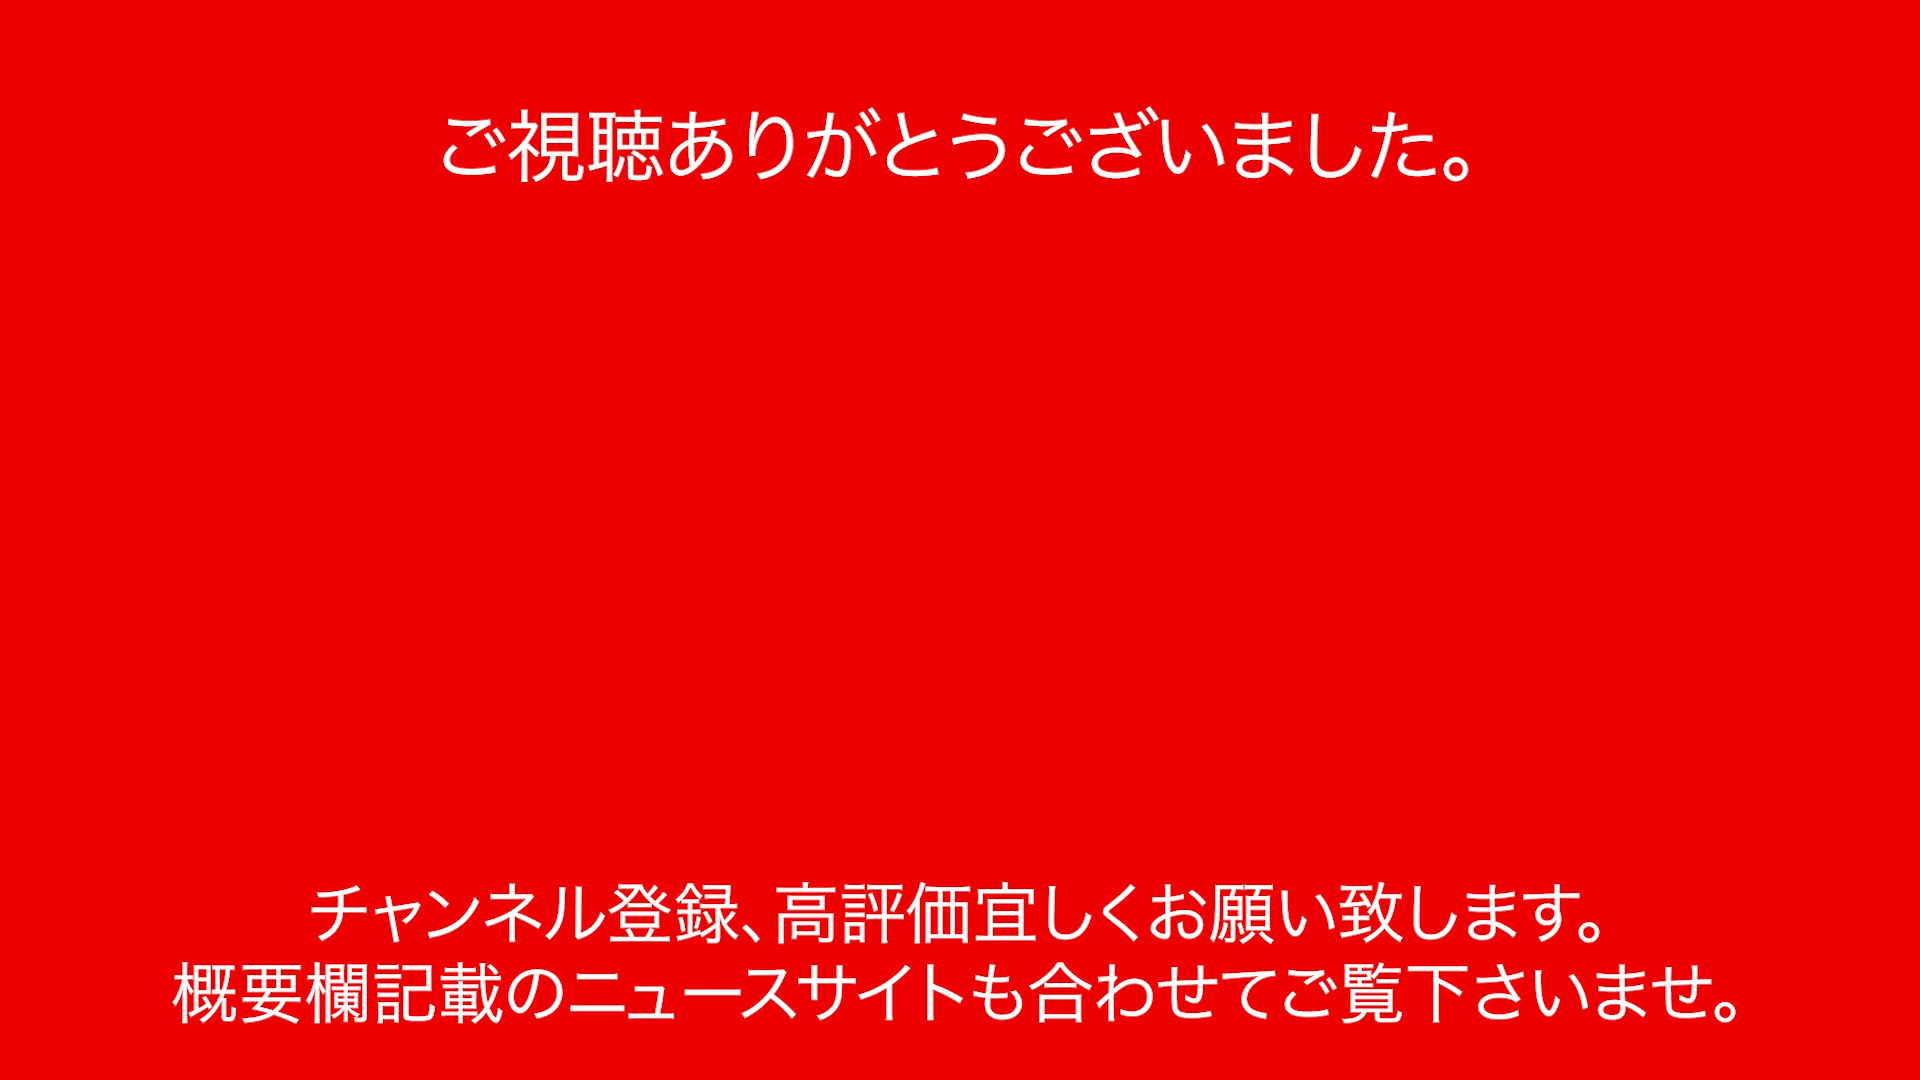 ご視聴ありがとうございました。
チャンネル登録、高評価宜しくお願い致します。
概要欄記載のニュースサイトも合わせてご覧下さいませ。